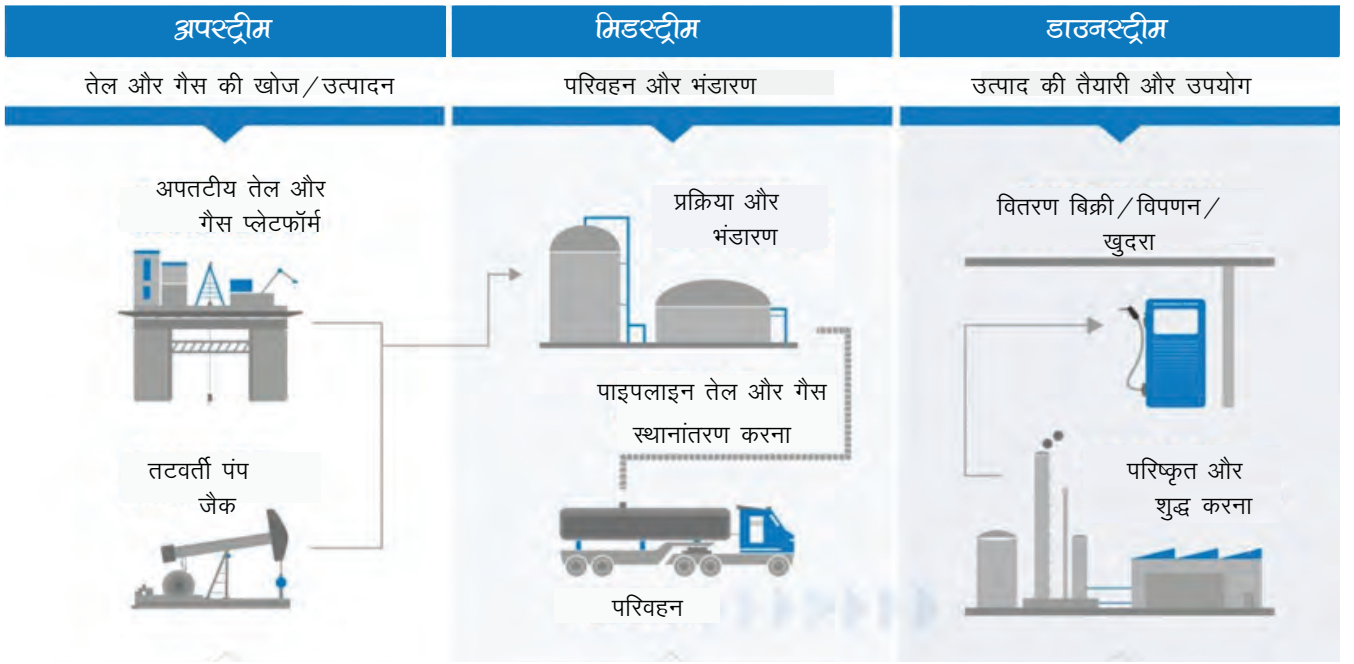 अपस्ट्रीम
तेल और गैस की खोज/उत्पादन
अपतटीय तेल और
गैस प्लेटफॉर्म
तटवर्ती पंप
जैक
मिडस्ट्रीम
परिवहन और भंडारण
प्रक्रिया और
भंडारण
पाइपलाइन तेल और गैस
स्थानांतरण करना
परिवहन
डाउनस्ट्रीम
उत्पाद की तैयारी और उपयोग
वितरण बिक्री/विपणन/
खुदरा
परिष्कृत और
शुद्ध करना